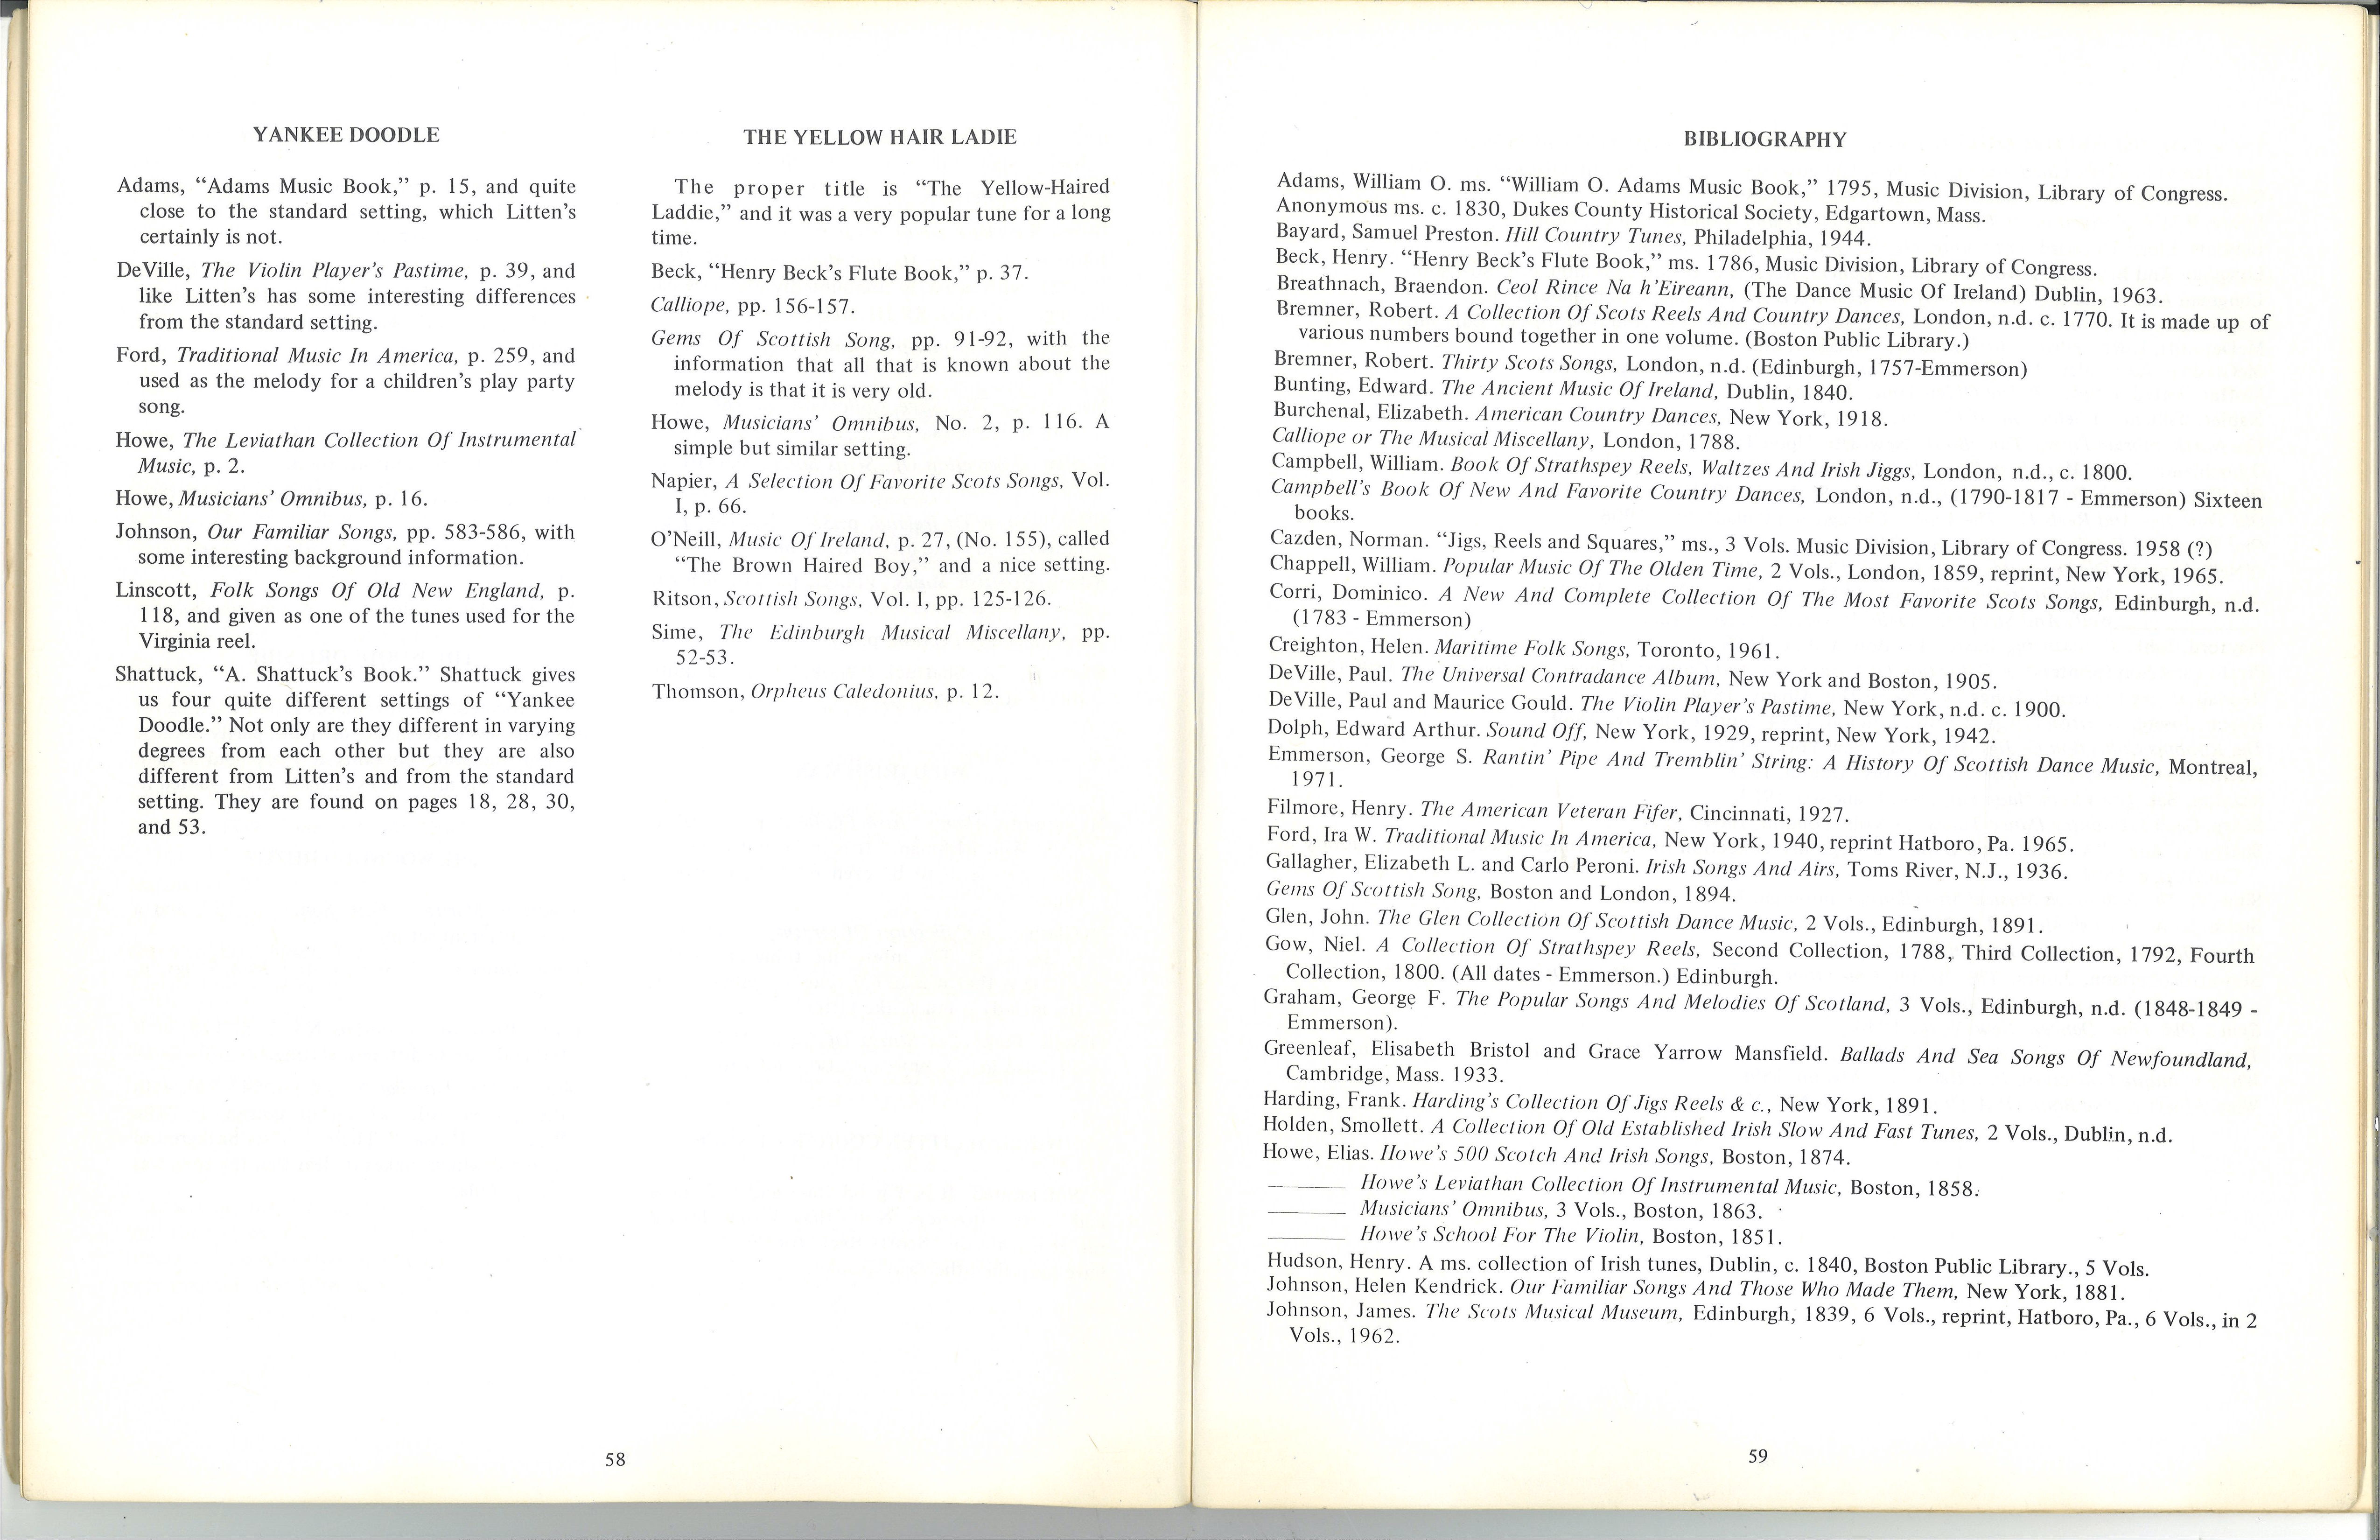 YANKEE DOODLE
Adams, “Adams Music Book,” p. 15, and quite
close to the standard setting, which Litten’s
certainly is not.
DeVille, The Violin Player’s Pastime, p. 39, and
like Litten’s has some interesting differences
from the standard setting.
Ford, Traditional Music In America, p. 259, and
used as the melody for a children’s play party
song.
Howe, The Leviathan Collection Of Instrumental
Music, p. 2.
Howe, Musicians’ Omnibus, p. 16.
Johnson, Our Familiar Songs, pp. 583-586, with
some interesting background information.
Linscott, Folk Songs Of Old New England, p.
118, and given as one of the tunes used for the
Virginia reel.
Shattuck, “A. Shattuck’s Book.” Shattuck gives
us four quite different settings of “Yankee
Doodle.” Not only are they different in varying
degrees from each other but they are also
different from Litten’s and from the standard
setting. They are found on pages 18, 28, 30,
and 53.
THE YELLOW HAIR LADIE
The proper title is “The Yellow-Haired
Laddie,” and it was a very popular tune for a long
time.
Beck, “Henry Beck’s Flute Book,” p. 37.
Calliope, pp. 156-157.
Gems Of Scottish Song, pp. 91-92, with the
information that all that is known about the
melody is that it is very old.
Howe, Musicians’ Omnibus, No. 2, p. 116. A
simple but similar setting.
Napier, A Selection Of Favorite Scots Songs, Vol.
I, p. 66.
O’Neill, Music Of Ireland, p. 27, (No. 155), called
“The Brown Haired Boy,” and a nice setting.
Ritson, Scottish Songs, Vol. I, pp. 125-126.
Sime, The Edinburgh Musical Miscellany, pp.
52-53.
Thomson, Orpheus Caledonius, p. 12.
58
BIBLIOGRAPHY
Adams, William O. ms. “William O. Adams Music Book,” 1795, Music Division, Library of Congress.
Anonymous ms. c. 1830, Dukes County Historical Society, Edgartown, Mass.
Bayard, Samuel Preston. Hill Country Tunes, Philadelphia, 1944.
Beck, Henry. “Henry Beck’s Flute Book,” ms. 1786, Music Division, Library of Congress.
Breathnach, Braendon. Ceol Rince Na h’Eireann, (The Dance Music Of Ireland) Dublin, 1963.
Bremner, Robert. A Collection Of Scots Reels And Country Dances, London, n.d. c. 1770. It is made up of
various numbers bound together in one volume. (Boston Public Library.)
Bremner, Robert. Thirty Scots Songs, London, n.d. (Edinburgh, 1757-Emmerson)
Bunting, Edward. The Ancient Music Of Ireland, Dublin, 1840.
Burchenal, Elizabeth. American Country Dances, New York, 1918.
Calliope or The Musical Miscellany, London, 1788.
Campbell, William. Book Of Strathspey Reels, Waltzes And Irish Jiggs, London, n.d., c. 1800.
Campbell’s Book Of New And Favorite Country Dances, London, n.d., (1790-1817 - Emmerson) Sixteen
books.
Cazden, Norman. “Jigs, Reels and Squares,” ms., 3 Vols. Music Division, Library of Congress. 1958 (?)
Chappell, William. Popular Music Of The Olden Time, 2 Vols., London, 1859, reprint, New York, 1965.
Corri, Dominico. A New And Complete Collection Of The Most Favorite Scots Songs, Edinburgh, n.d.
(1783 - Emmerson)
Creighton, Helen. Maritime Folk Songs, Toronto, 1961.
DeVille, Paul. The Universal Contradance Album, New York and Boston, 1905.
DeVille, Paul and Maurice Gould. The Violin Player’s Pastime, New York, n.d. c. 1900.
Dolph, Edward Arthur. Sound Off, New York, 1929, reprint, New York, 1942.
Emmerson, George S. Rantin’ Pipe And Tremblin’ String: A History Of Scottish Dance Music, Montreal,
1971.
Filmore, Henry. The American Veteran Fifer, Cincinnati, 1927.
Ford, Ira W. Traditional Music In America, New York, 1940, reprint Hatboro, Pa. 1965.
Gallagher, Elizabeth L. and Carlo Peroni. Irish Songs And Airs, Toms River, N.J., 1936.
Gems Of Scottish Song, Boston and London, 1894.
Glen, John. The Glen Collection Of Scottish Dance Music, 2 Vols., Edinburgh, 1891.
Gow, Niel. A Collection Of Strathspey Reels, Second Collection, 1788, Third Collection, 1792, Fourth
Collection, 1800. (All dates - Emmerson.) Edinburgh.
Graham, George F. The Popular Songs And Melodies Of Scotland, 3 Vols., Edinburgh, n.d. (1848-1849 -
Emmerson).
Greenleaf, Elisabeth Bristol and Grace Yarrow Mansfield. Ballads And Sea Songs Of Newfoundland,
Cambridge, Mass. 1933.
Harding, Frank. Harding’s Collection Of Jigs Reels & c., New York, 1891.
Holden, Smollett. A Collection Of Old Established Irish Slow And Fast Tunes, 2 Vols., Dublin, n.d.
Howe, Elias. Howe’s 500 Scotch And Irish Songs, Boston, 1874.
________ Howe’s Leviathan Collection Of Instrumental Music, Boston, 1858.
________ Musicians’ Omnibus, 3 Vols., Boston, 1863.
________ Howe’s School For The Violin, Boston, 1851.
Hudson, Henry. A ms. collection of Irish tunes, Dublin, c. 1840, Boston Public Library., 5 Vols.
Johnson, Helen Kendrick. Our Familiar Songs And Those Who Made Them, New York, 1881.
Johnson, James. The Scots Musical Museum, Edinburgh, 1839, 6 Vols., reprint, Hatboro, Pa., 6 Vols., in 2
Vols., 1962.
59